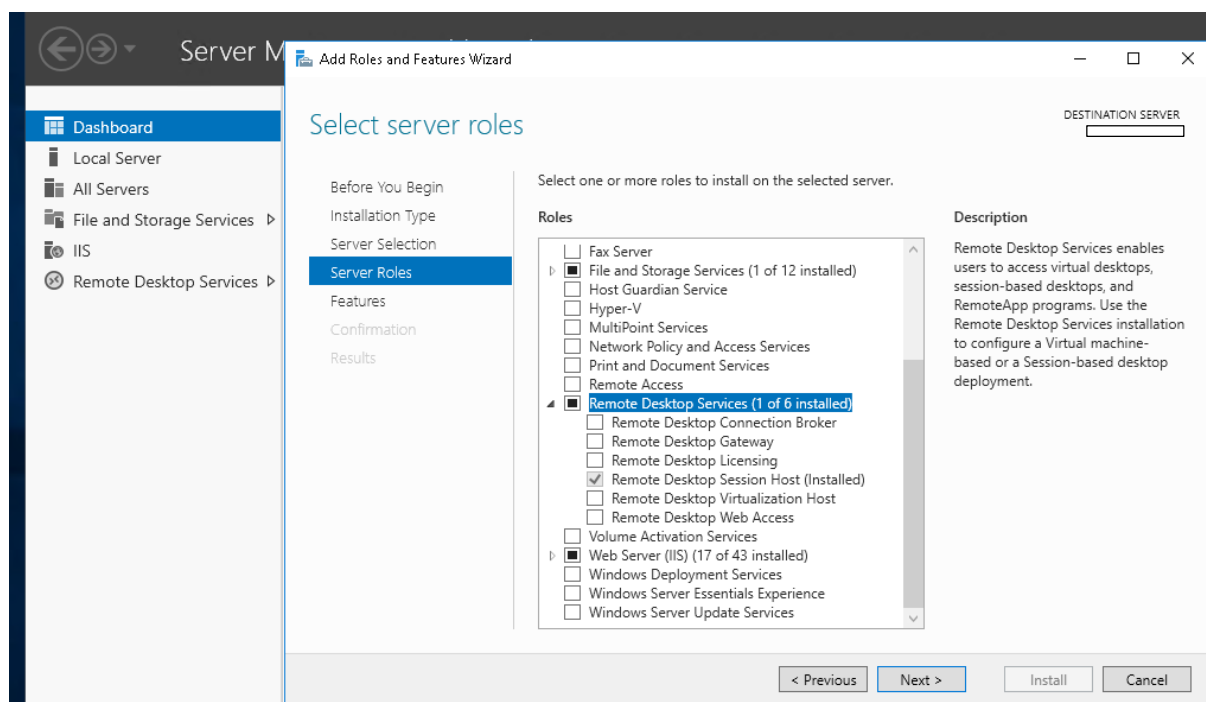 Server M
Add Roles and Features Wizard
Select server roles
DESTINATION SERVER
Dashboard
Local Server
All Servers
File and Storage Services
IIS
Remote Desktop Services
Before You Begin
Installation Type
Server Selection
Server Roles
Features
Confirmation
Results
Select one or more roles to install on the selected server.
Roles
Fax Server
File and Storage Services (1 of 12 installed)
Host Guardian Service
Hyper-V
MultiPoint Services
Network Policy and Access Services
Print and Document Services
Remote Access
Remote Desktop Services (1 of 6 installed)
Remote Desktop Connection Broker
Remote Desktop Gateway
Remote Desktop Licensing
Remote Desktop Session Host (Installed)
Remote Desktop Virtualization Host
Remote Desktop Web Access
Volume Activation Services
Web Server (IIS) (17 of 43 installed)
Windows Deployment Services
Windows Server Essentials Experience
Windows Server Update Services
Description
Remote Desktop Services enables
users to access virtual desktops,
session-based desktops, and
RemoteApp programs. Use the
Remote Desktop Services installation
to configure a Virtual machine-
based or a Session-based desktop
deployment.
< Previous
Next >
Install
Cancel